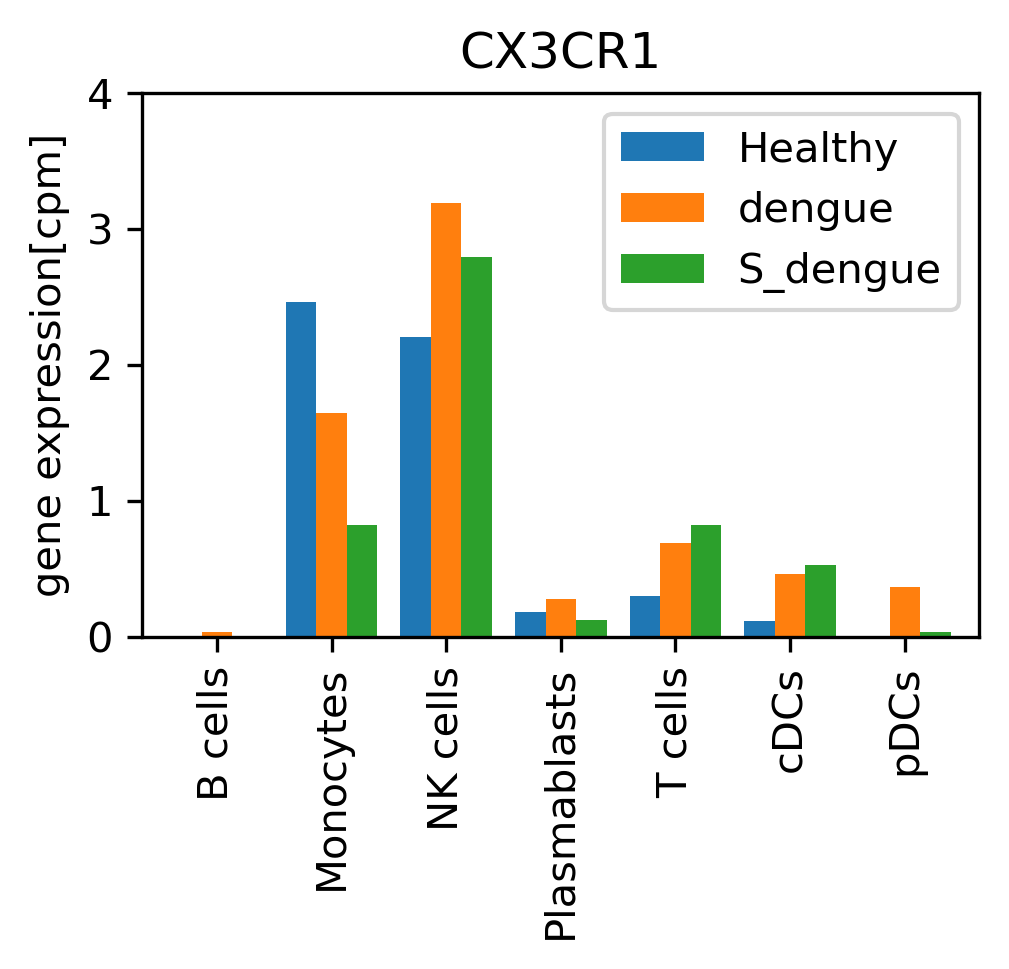 CX3CR1
gene expression[cpm]
4
3
2
1
0
Healthy
dengue
S_dengue
B cells
Monocytes
NK cells
Plasmablasts
T cells
cDCs
pDCs